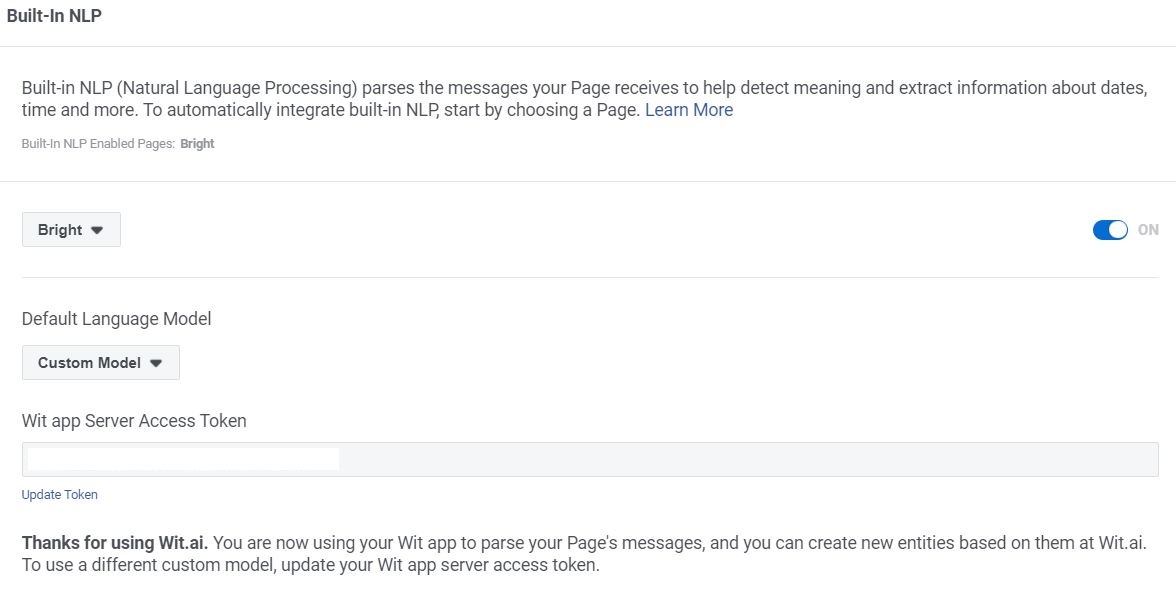 Built-In NLP
Built-in NLP (Natural Language Processing) parses the messages your Page receives to help detect meaning and extract information about dates,
time and more. To automatically integrate built-in NLP, start by choosing a Page. Learn More
Built-In NLP Enabled Pages: Bright
Bright
ON
Default Language Model
Custom Model
Wit app Server Access Token
Update Token
Thanks for using Wit.ai. You are now using your Wit app to parse your Page's messages, and you can create new entities based on them at Wit.ai.
To use a different custom model, update your Wit app server access token.